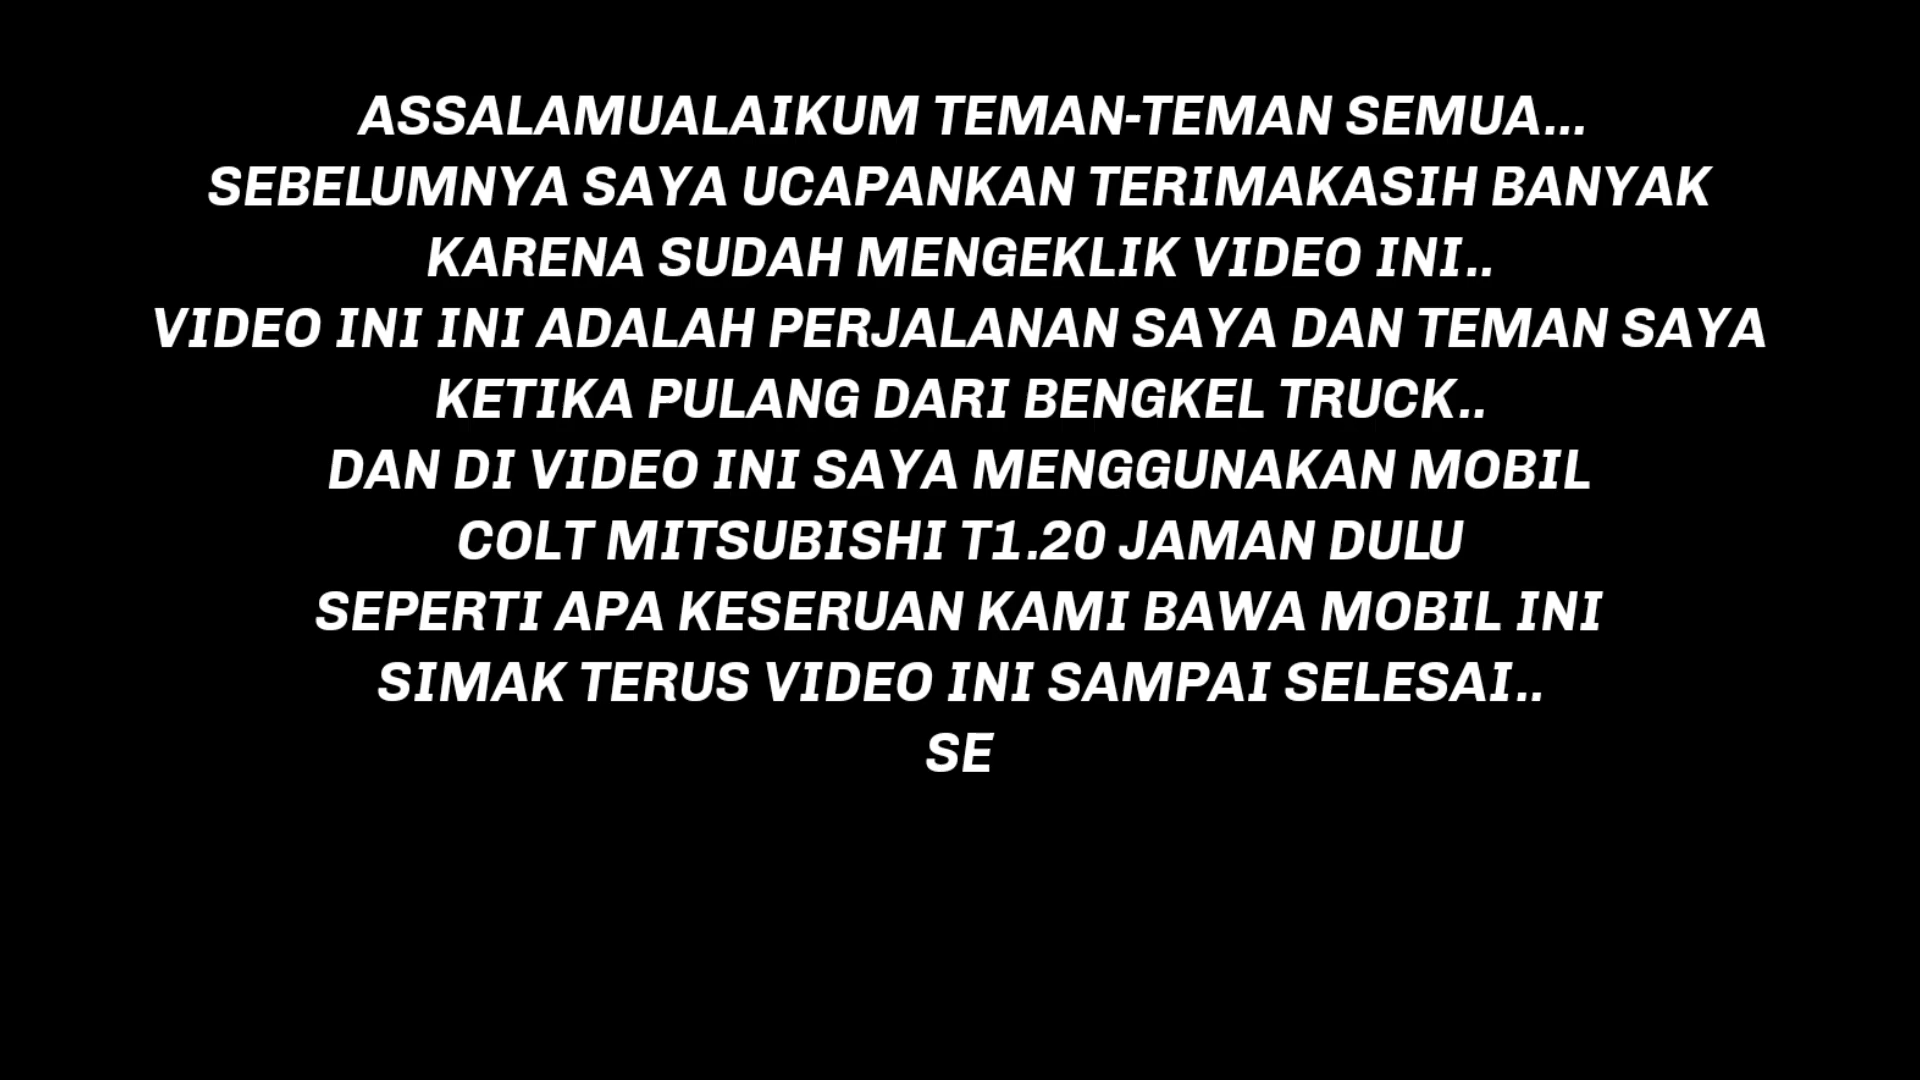 ASSALAMUALAIKUM TEMAN-TEMAN SEMUA...
SEBELUMNYA SAYA UCAPANKAN TERIMAKASIH BANYAK
KARENA SUDAH MENGEKLIK VIDEO INI..
VIDEO INI INI ADALAH PERJALANAN SAYA DAN TEMAN SAYA
KETIKA PULANG DARI BENGKEL TRUCK..
DAN DI VIDEO INI SAYA MENGGUNAKAN MOBIL
COLT MITSUBISHI T1.20 JAMAN DULU
SEPERTI APA KESERUAN KAMI BAWA MOBIL INI
SIMAK TERUS VIDEO INI SAMPAI SELESAI..
SE